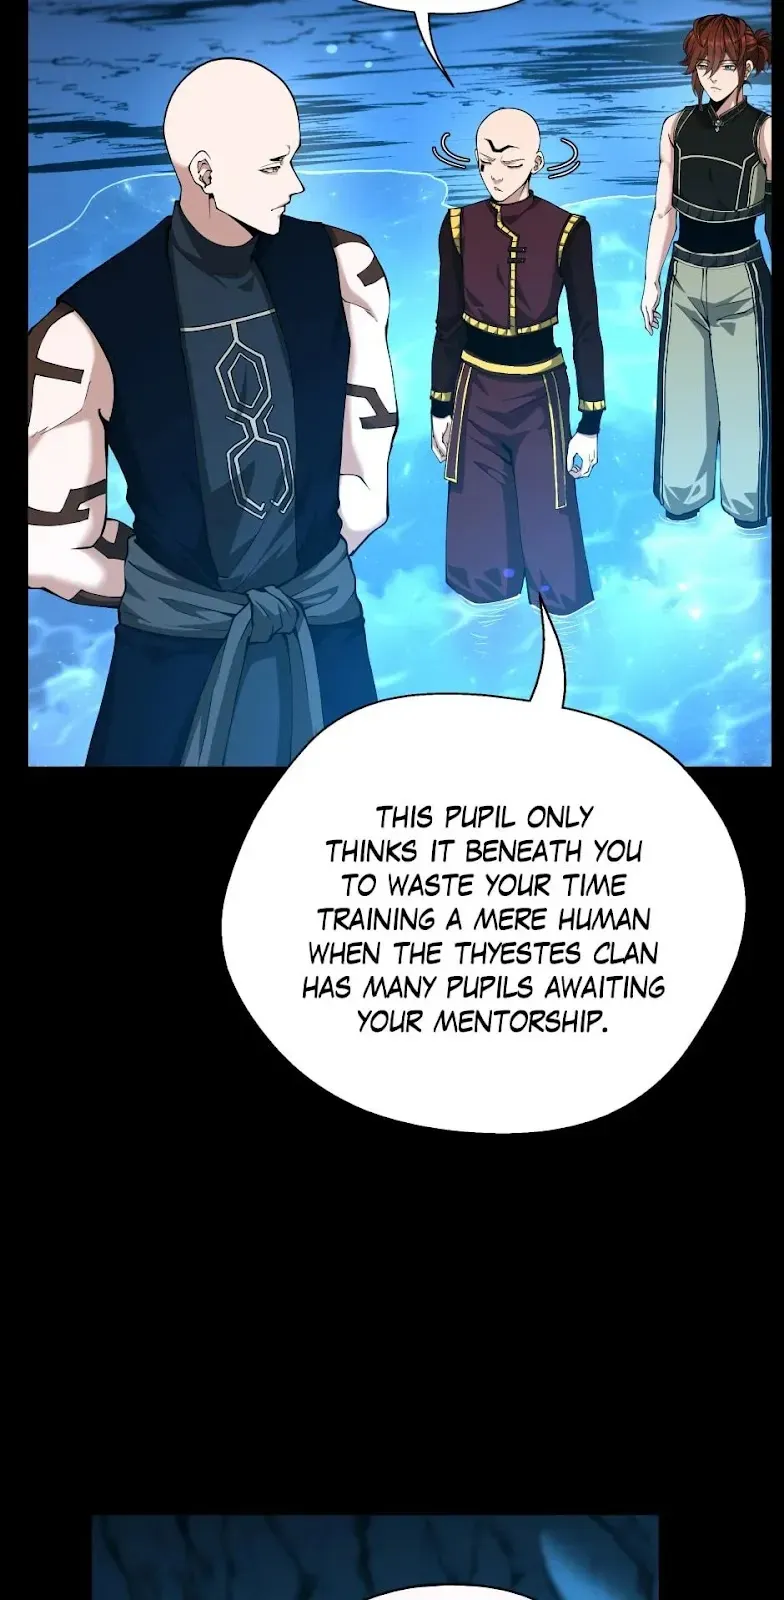 THIS PUPIL ONLY
THINKS IT BENEATH YOU
TO WASTE YOUR TIME
TRAINING A MERE HUMAN
WHEN THE THYESTES CLAN
HAS MANY PUPILS AWAITING
YOUR MENTORSHIP.